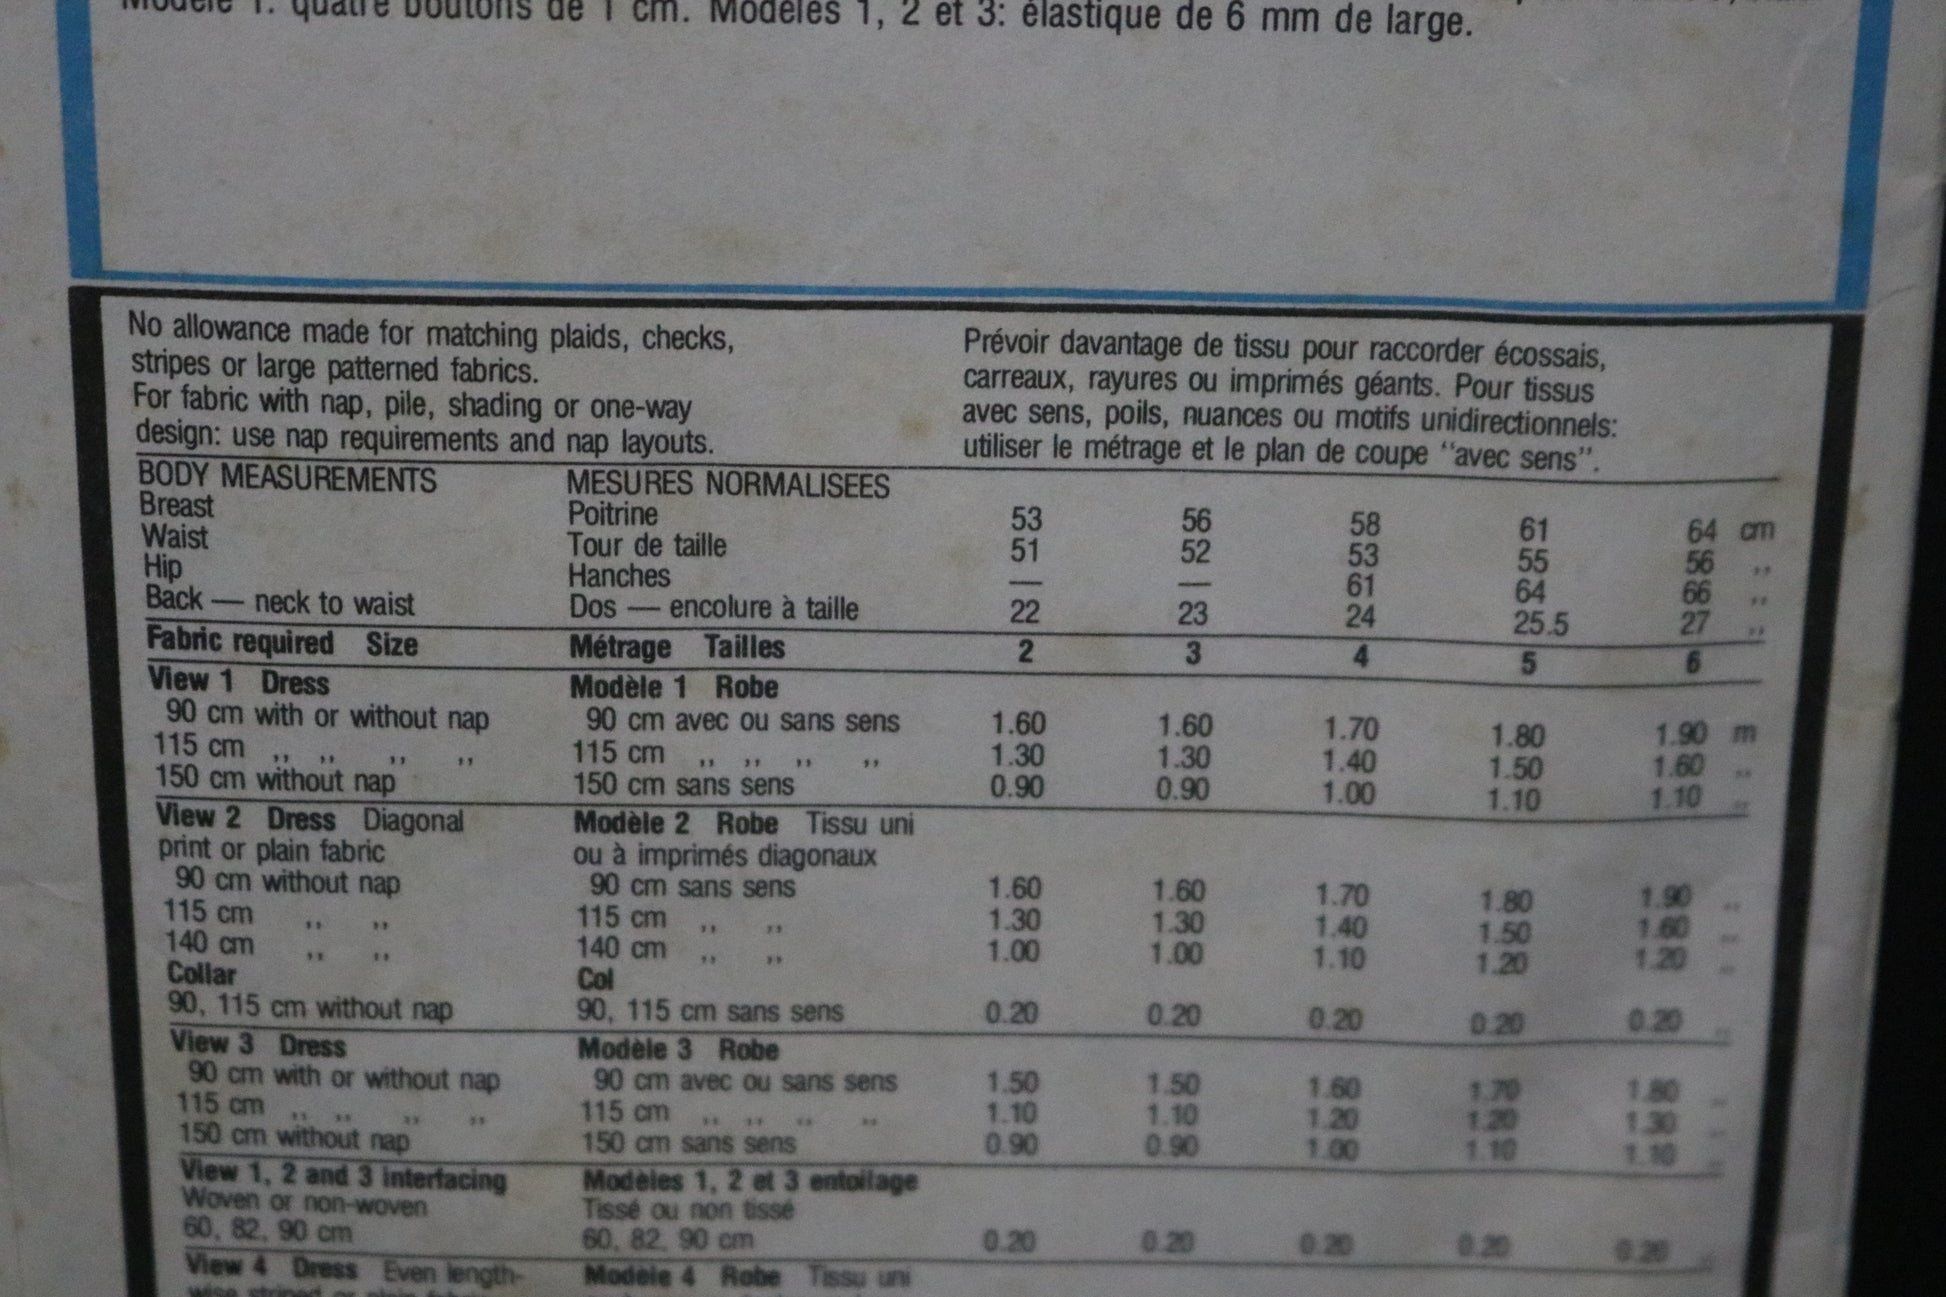 Modèle 1: quatre boutons de 1 cm. Modèles 1, 2 et 3: élastique de 6 mm de large.
No allowance made for matching plaids, checks,
stripes or large patterned fabrics.
For fabric with nap, pile, shading or one-way
design: use nap requirements and nap layouts.
Prévoir davantage de tissu pour raccorder écossais,
carreaux, rayures ou imprimés géants. Pour tissus
avec sens, poils, nuances ou motifs unidirectionnels:
utiliser le métrage et le plan de coupe "avec sens".
BODY MEASUREMENTS MESURES NORMALISEES
Breast Poitrine 53 56 58 61 64 cm
Waist Tour de taille 51 52 53 55 56 ,,
Hip Hanches — — 61 64 66 ,,
Back — neck to waist Dos — encolure à taille 22 23 24 25.5 27 ,,
Fabric required Size Métrage Tailles 2 3 4 5 6
View 1 Dress Modèle 1 Robe
90 cm with or without nap 90 cm avec ou sans sens 1.60 1.60 1.70 1.80 1.90 m
115 cm ,, ,, ,, ,, 115 cm ,, ,, ,, ,, 1.30 1.30 1.40 1.50 1.60 ,,
150 cm without nap 150 cm sans sens 0.90 0.90 1.00 1.10 1.10 ,,
View 2 Dress Diagonal Modèle 2 Robe Tissu uni
print or plain fabric ou à imprimés diagonaux
90 cm without nap 90 cm sans sens 1.60 1.60 1.70 1.80 1.90 ,,
115 cm ,, ,, 115 cm ,, ,, 1.30 1.30 1.40 1.50 1.60 ,,
140 cm ,, ,, 140 cm ,, ,, 1.00 1.00 1.10 1.20 1.20 ,,
Collar Col
90, 115 cm without nap 90, 115 cm sans sens 0.20 0.20 0.20 0.20 0.20 ,,
View 3 Dress Modèle 3 Robe
90 cm with or without nap 90 cm avec ou sans sens 1.50 1.50 1.60 1.70 1.80 ,,
115 cm ,, ,, ,, ,, 115 cm ,, ,, ,, ,, 1.10 1.10 1.20 1.20 1.30 ,,
150 cm without nap 150 cm sans sens 0.90 0.90 1.00 1.10 1.10 ,,
View 1, 2 and 3 interfacing Modèles 1, 2 et 3 entoilage
Woven or non-woven Tissé ou non tissé
60, 82, 90 cm 60, 82, 90 cm 0.20 0.20 0.20 0.20 0.20
View 4 Dress Even length- Modèle 4 Robe Tissu uni